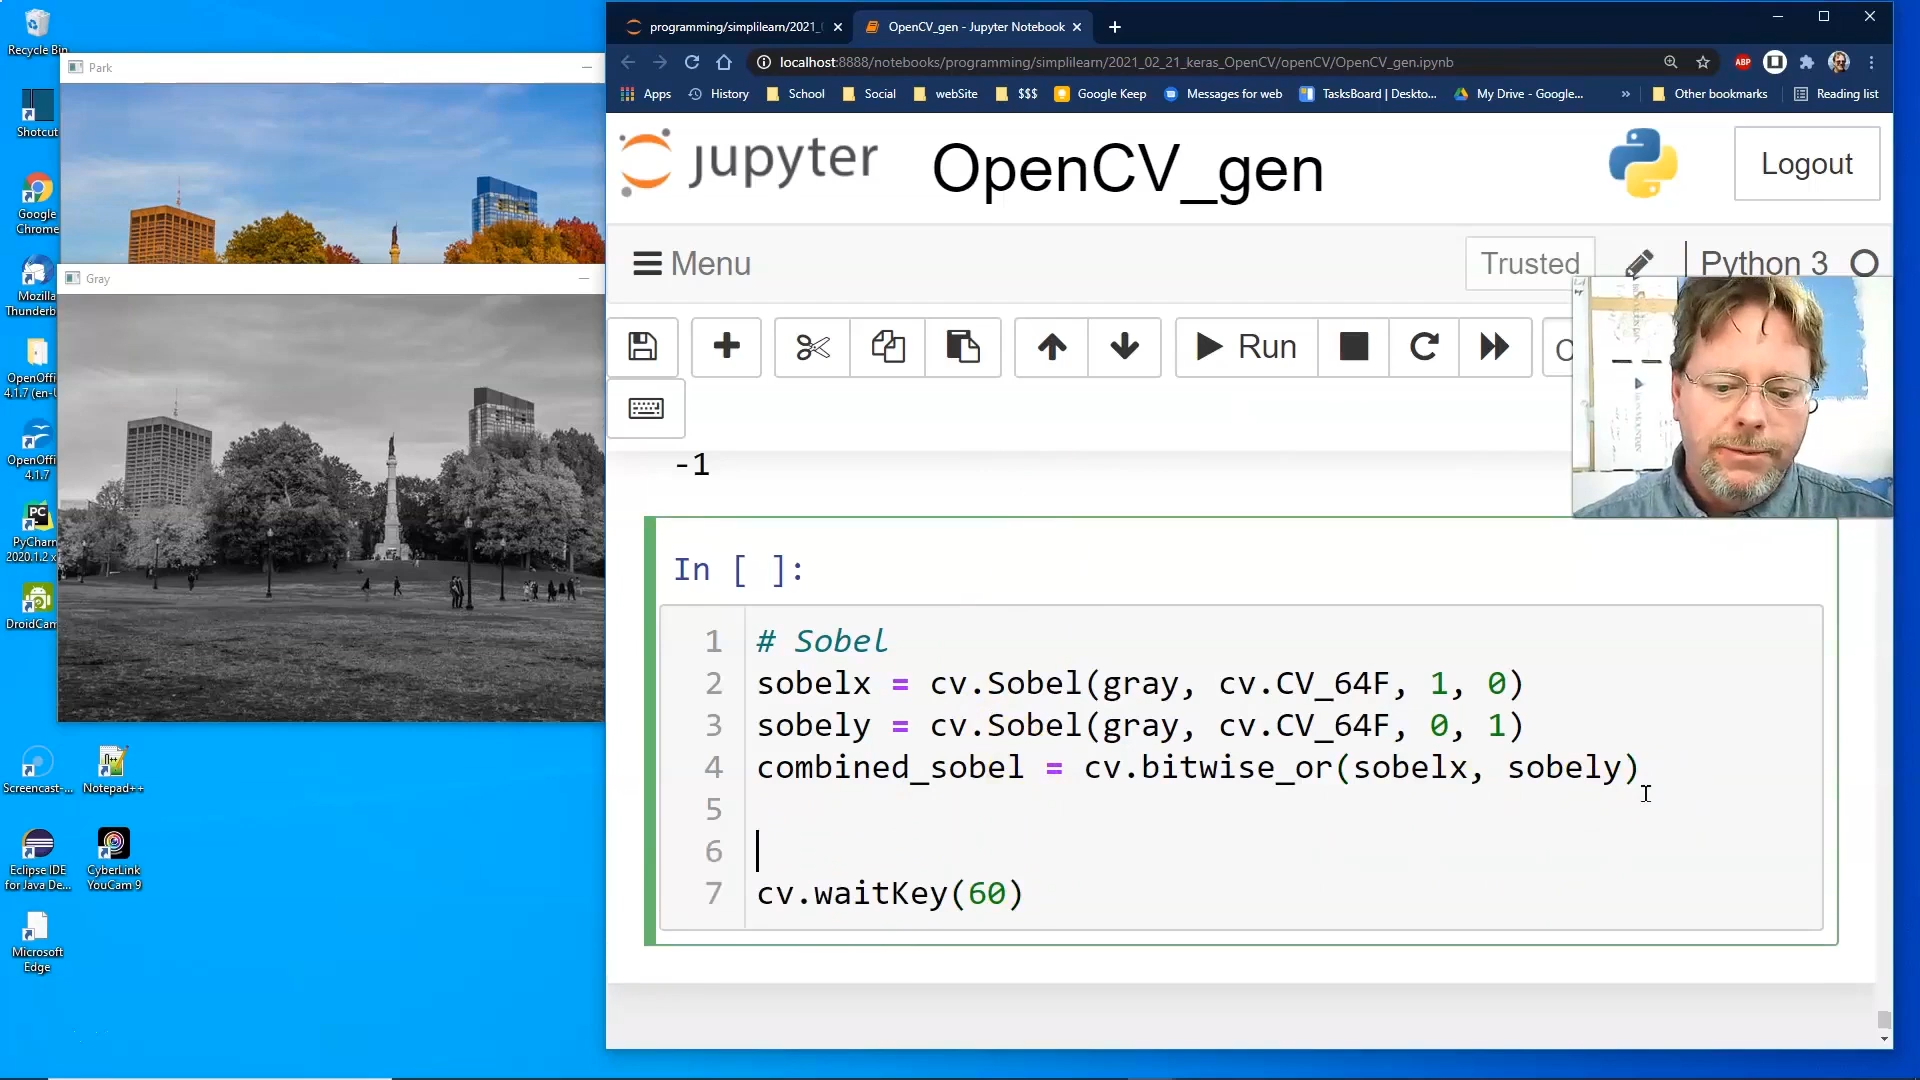 Recycle Bin
Shotcut
Google
Chrome
Mozilla
Thunderb
OpenOffi
4.1.7 (en-U
OpenOffi
4.1.7
PyCharm
2020.1.2 x
DroidCam
Screencast-...
Notepad++
Eclipse IDE
for Java De...
CyberLink
YouCam 9
Microsoft
Edge
Park
Gray
programming/simplilearn/2021_
OpenCV_gen - Jupyter Notebook
localhost:8888/notebooks/programming/simplilearn/2021_02_21_keras_OpenCV/openCV/OpenCV_gen.ipynb
ABP
Apps
History
School
Social
webSite
$$$
Google Keep
Messages for web
TasksBoard | Deskto...
My Drive - Google...
»
Other bookmarks
Reading list
jupyter
OpenCV_gen
Logout
Menu
Trusted
Python 3
Run
C
-1
In [ ]:
1 # Sobel
2 sobelx = cv.Sobel(gray, cv.CV_64F, 1, 0)
3 sobely = cv.Sobel(gray, cv.CV_64F, 0, 1)
4 combined_sobel = cv.bitwise_or(sobelx, sobely)
5
6
7 cv.waitKey(60)